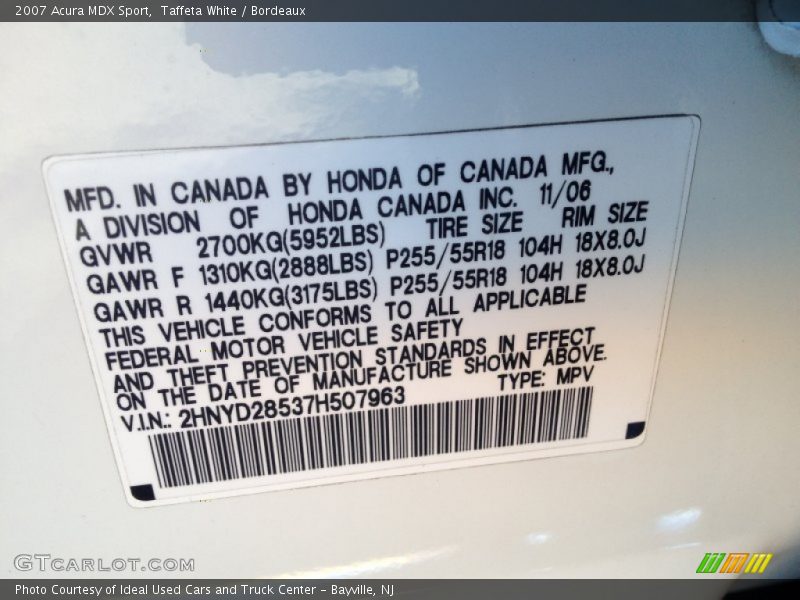 2007 Acura MDX Sport, Taffeta White / Bordeaux
MFD. IN CANADA BY HONDA OF CANADA MFG.,
A DIVISION OF HONDA CANADA INC. 11/06
GVWR 2700KG(5952LBS) TIRE SIZE RIM SIZE
GAWR F 1310KG(2888LBS) P255/55R18 104H 18X8.0J
GAWR R 1440KG(3175LBS) P255/55R18 104H 18X8.0J
THIS VEHICLE CONFORMS TO ALL APPLICABLE
FEDERAL MOTOR VEHICLE SAFETY
AND THEFT PREVENTION STANDARDS IN EFFECT
ON THE DATE OF MANUFACTURE SHOWN ABOVE.
V.I.N.: 2HNYD28537H507963 TYPE: MPV
GTCARLOT.COM
Photo Courtesy of Ideal Used Cars and Truck Center - Bayville, NJ